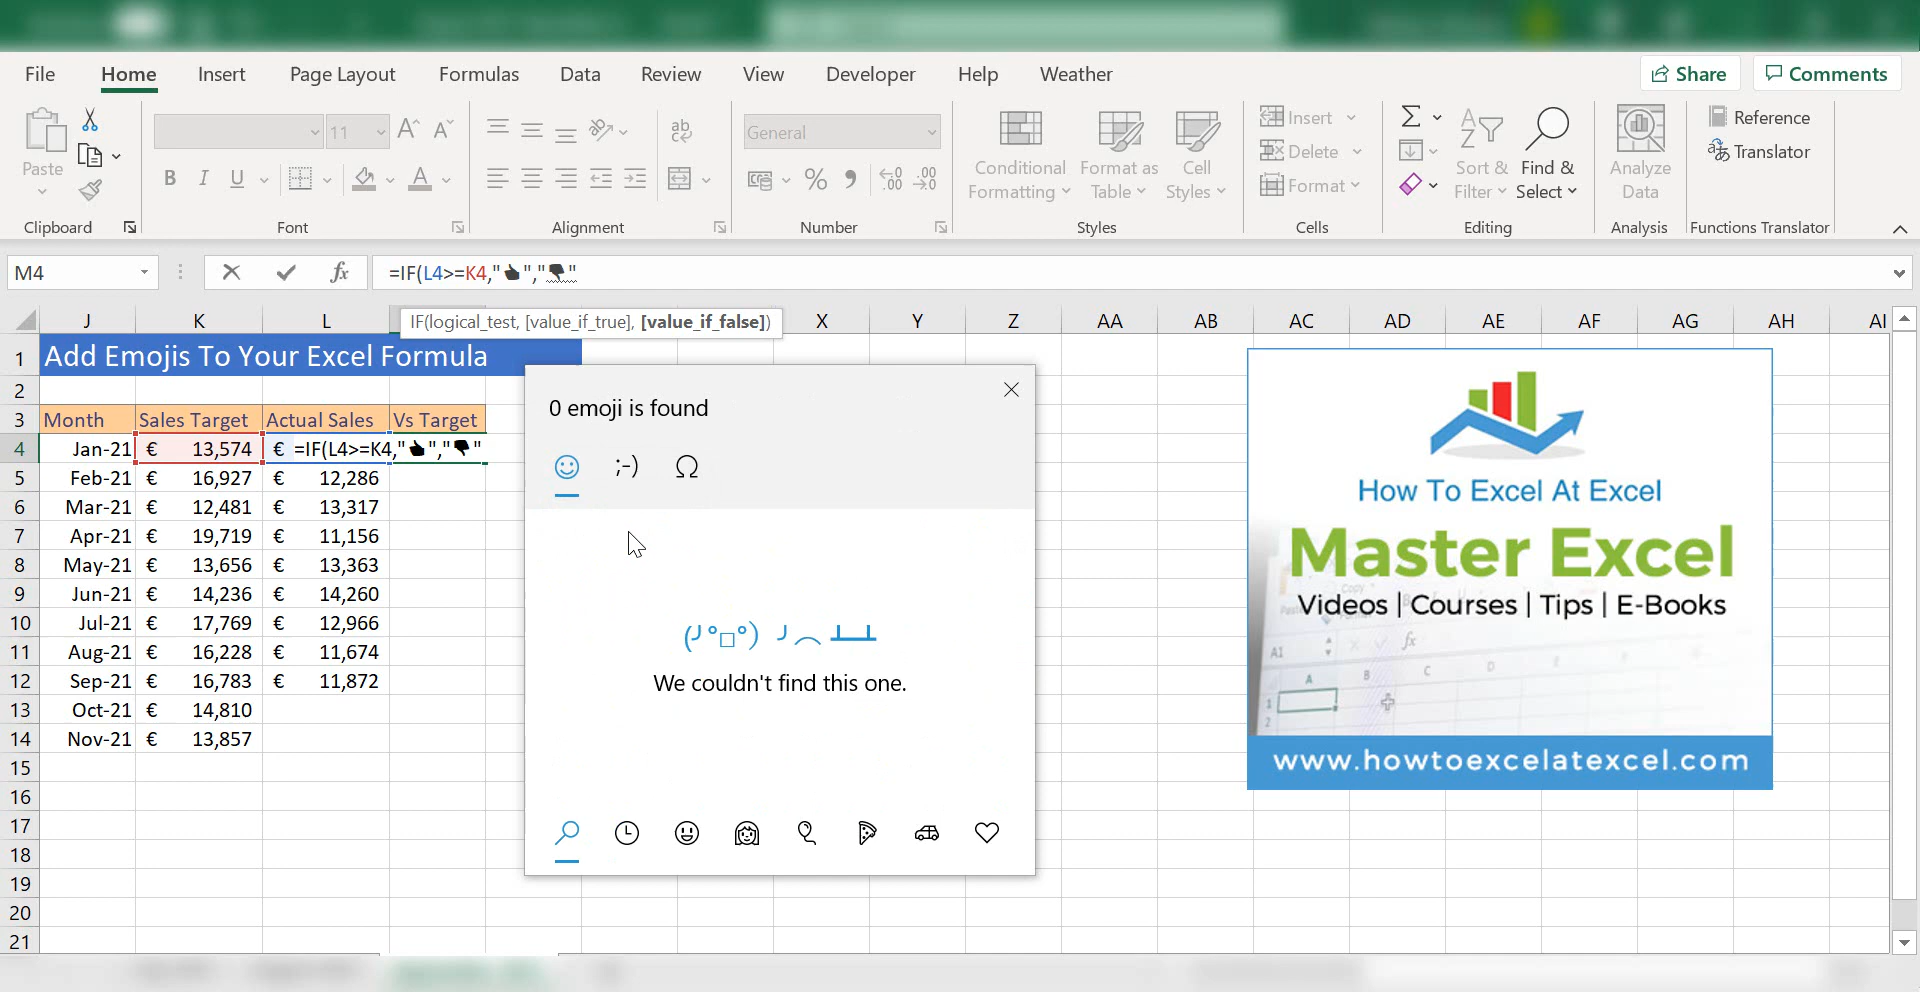 File Home Insert Page Layout Formulas Data Review View Developer Help Weather Share Comments
Paste 11 General Conditional Formatting Format as Table Cell Styles Insert Delete Format Sort & Filter Find & Select Analyze Data Reference Translator
B I U ab % 
Clipboard Font Alignment Number Styles Cells Editing Analysis Functions Translator
M4 fx =IF(L4>=K4,"👍","👎"
J K L X Y Z AA AB AC AD AE AF AG AH AI
IF(logical_test, [value_if_true], [value_if_false])
1 Add Emojis To Your Excel Formula
2
3 Month Sales Target Actual Sales Vs Target
4 Jan-21 € 13,574 € =IF(L4>=K4,"👍","👎"
5 Feb-21 € 16,927 € 12,286
6 Mar-21 € 12,481 € 13,317
7 Apr-21 € 19,719 € 11,156
8 May-21 € 13,656 € 13,363
9 Jun-21 € 14,236 € 14,260
10 Jul-21 € 17,769 € 12,966
11 Aug-21 € 16,228 € 11,674
12 Sep-21 € 16,783 € 11,872
13 Oct-21 € 14,810
14 Nov-21 € 13,857
15
16
17
18
19
20
21
0 emoji is found
;-) Ω
(╯°□°)╯︵ ┻━┻
We couldn't find this one.
How To Excel At Excel
Master Excel
Videos | Courses | Tips | E-Books
A1 fx
A B C D
1
2
www.howtoexcelatexcel.com